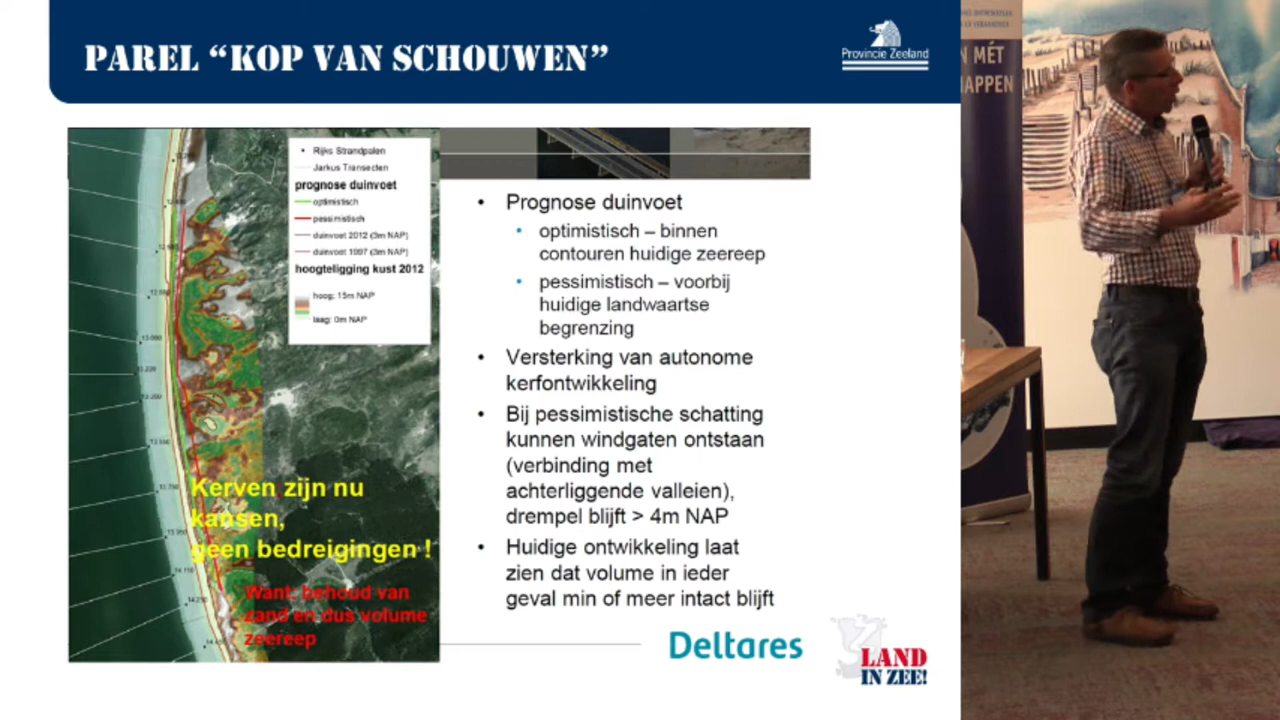 PAREL “KOP VAN SCHOUWEN”
Provincie Zeeland
Rijks Strandpalen
Jarkus Transecten
prognose duinvoet
optimistisch
pessimistisch
duinvoet 2012 (3m NAP)
duinvoet 1997 (3m NAP)
hoogteligging kust 2012
hoog: 15m NAP
laag: 0m NAP
Kerven zijn nu
kansen,
geen bedreigingen !
Want: behoud van
zand en dus volume
zeereep
• Prognose duinvoet
• optimistisch – binnen
contouren huidige zeereep
• pessimistisch – voorbij
huidige landwaartse
begrenzing
• Versterking van autonome
kerfontwikkeling
• Bij pessimistische schatting
kunnen windgaten ontstaan
(verbinding met
achterliggende valleien),
drempel blijft > 4m NAP
• Huidige ontwikkeling laat
zien dat volume in ieder
geval min of meer intact blijft
Deltares
LAND
IN ZEE!
N MÉT
APPEN